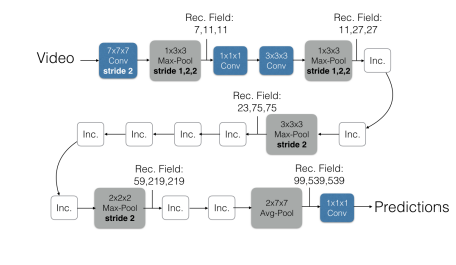 Rec. Field:
7,11,11
Rec. Field:
11,27,27
Video
7x7x7
Conv
stride 2
1x3x3
Max-Pool
stride 1,2,2
1x1x1
Conv
3x3x3
Conv
1x3x3
Max-Pool
stride 1,2,2
Inc.
Rec. Field:
23,75,75
Inc.
Inc.
Inc.
Inc.
3x3x3
Max-Pool
stride 2
Inc.
Rec. Field:
59,219,219
Rec. Field:
99,539,539
Inc.
2x2x2
Max-Pool
stride 2
Inc.
Inc.
2x7x7
Avg-Pool
1x1x1
Conv
Predictions